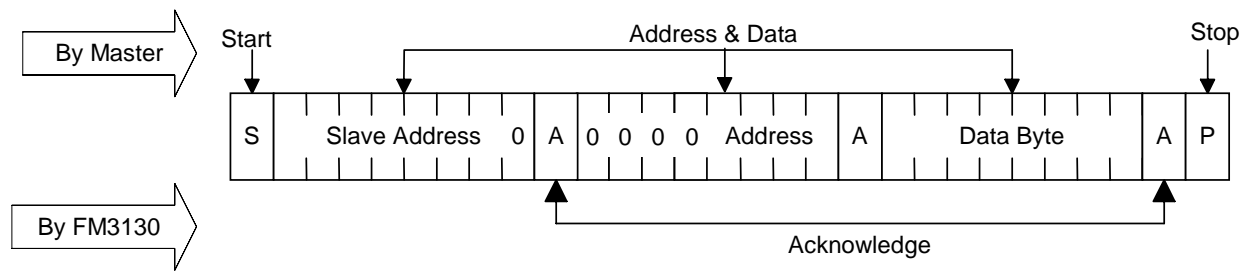 By Master
Start
Address & Data
Stop
S Slave Address 0 A 0 0 0 0 Address A Data Byte A P
By FM3130
Acknowledge